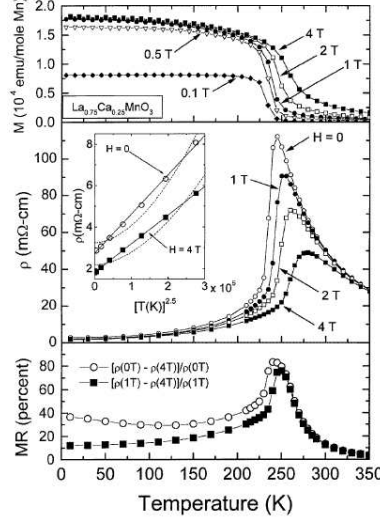 M (10⁴ emu/mole Mn)
2.0
1.5
1.0
0.5
0.0
0.5 T
0.1 T
4 T
2 T
1 T
La₀.₇₅Ca₀.₂₅MnO₃
ρ (mΩ-cm)
100
80
60
40
20
0
H = 0
1 T
2 T
4 T
ρ(mΩ-cm)
8
6
4
2
H = 0
H = 4 T
0 1 2 3 x 10⁵
[T(K)]²·⁵
MR (percent)
80
60
40
20
0
[ρ(0T) - ρ(4T)]/ρ(0T)
[ρ(1T) - ρ(4T)]/ρ(1T)
0 50 100 150 200 250 300 350
Temperature (K)